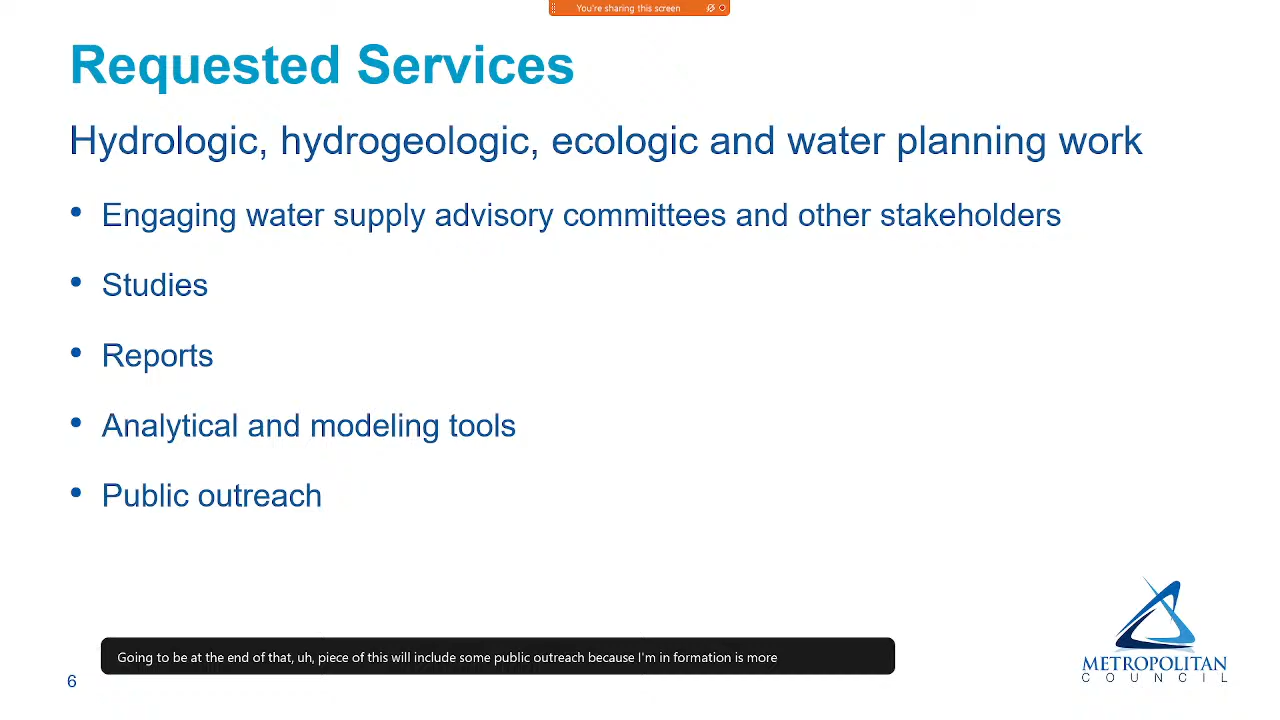 You're sharing this screen
Requested Services
Hydrologic, hydrogeologic, ecologic and water planning work
• Engaging water supply advisory committees and other stakeholders
• Studies
• Reports
• Analytical and modeling tools
• Public outreach
Going to be at the end of that, uh, piece of this will include some public outreach because I'm in formation is more
6
METROPOLITAN
COUNCIL